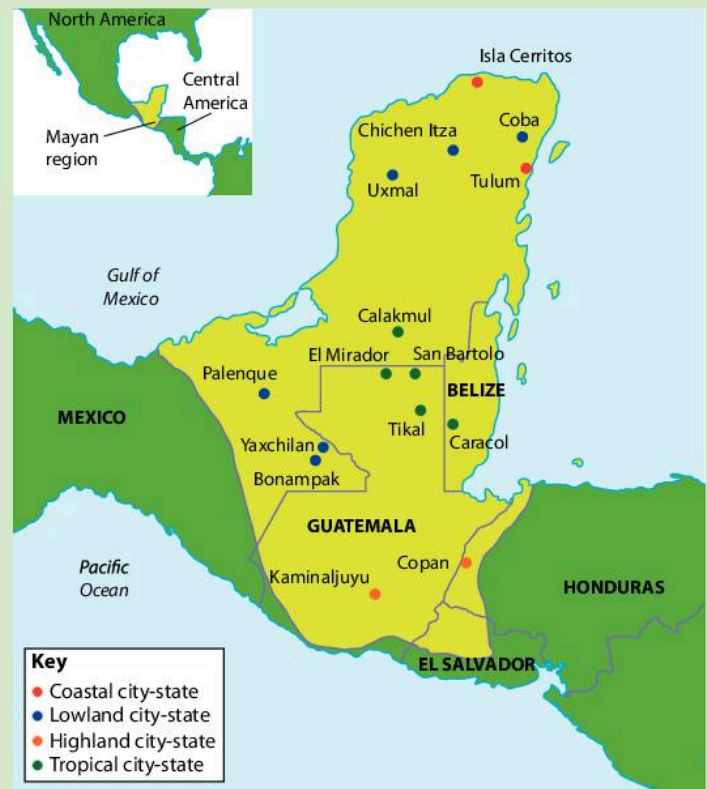 North America
Central
America
Mayan
region
Isla Cerritos
Chichen Itza
Coba
Uxmal
Tulum
Gulf of
Mexico
Calakmul
El Mirador
San Bartolo
Palenque
BELIZE
MEXICO
Tikal
Caracol
Yaxchilan
Bonampak
GUATEMALA
Copan
Pacific
Ocean
Kaminaljuyu
HONDURAS
EL SALVADOR
Key
Coastal city-state
Lowland city-state
Highland city-state
Tropical city-state